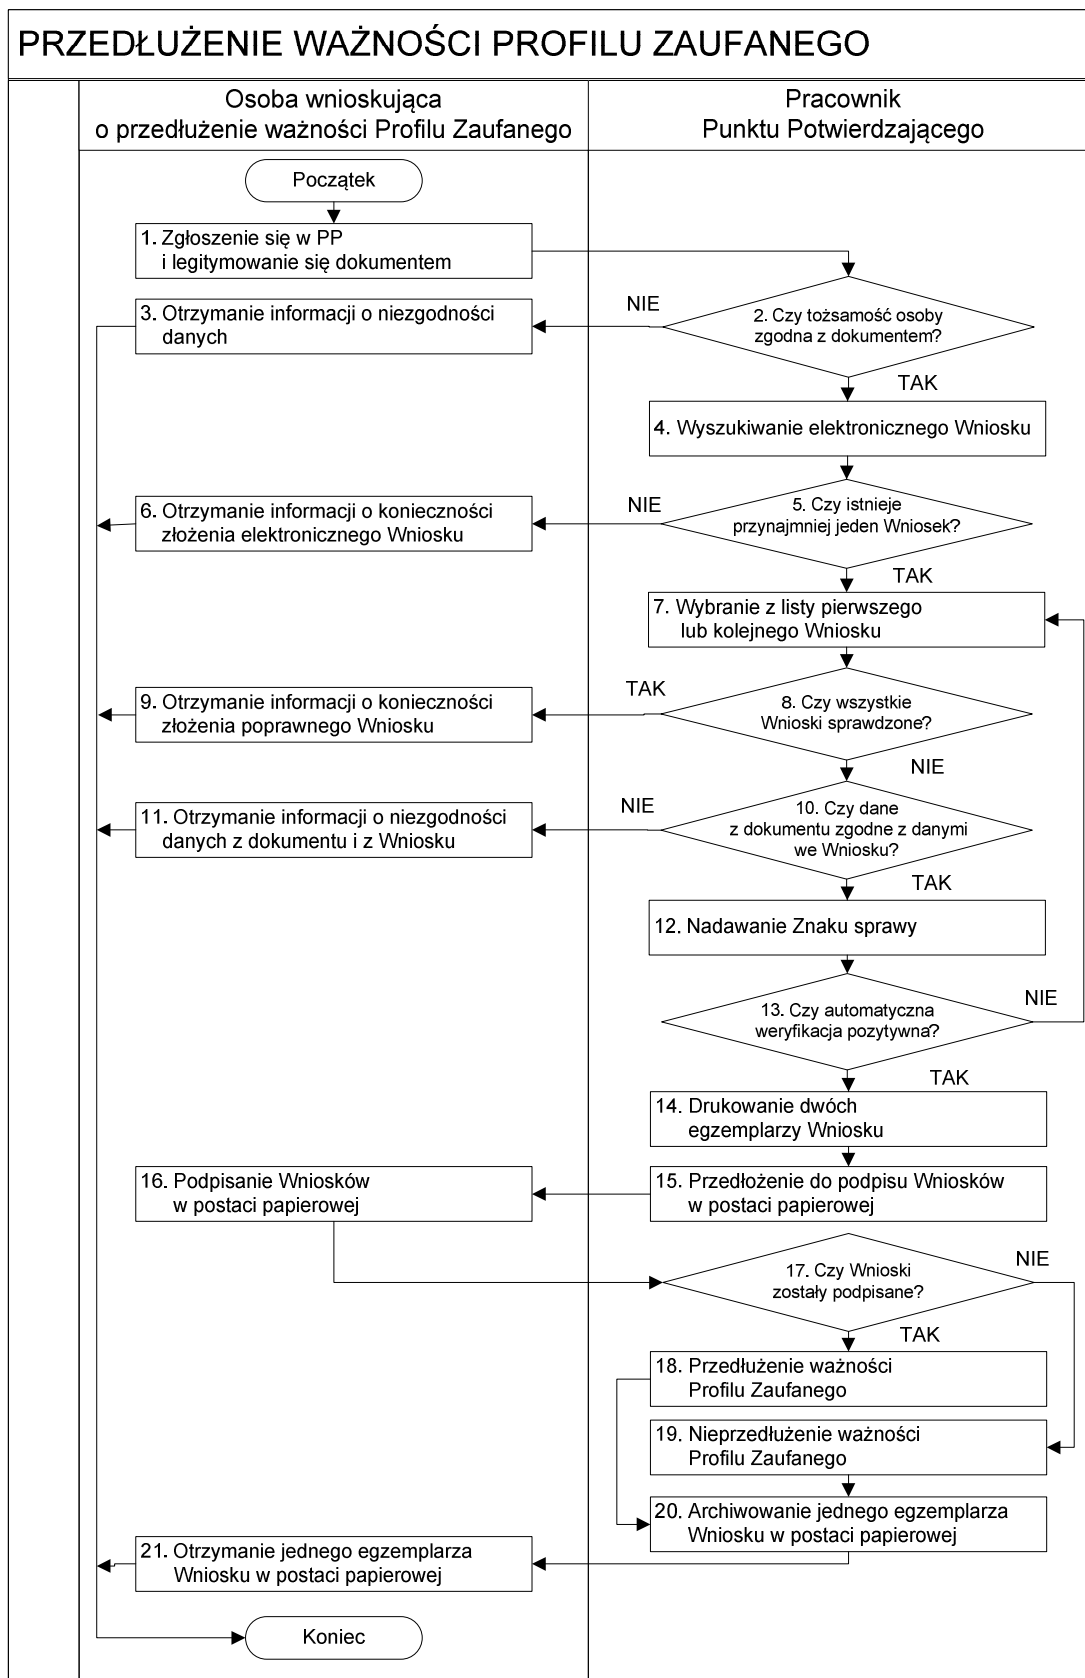 PRZEDŁUŻENIE WAŻNOŚCI PROFILU ZAUFANEGO
Osoba wnioskująca
o przedłużenie ważności Profilu Zaufanego
Pracownik
Punktu Potwierdzającego
Początek
1. Zgłoszenie się w PP
i legitymowanie się dokumentem
2. Czy tożsamość osoby
zgodna z dokumentem?
NIE
3. Otrzymanie informacji o niezgodności
danych
TAK
4. Wyszukiwanie elektronicznego Wniosku
5. Czy istnieje
przynajmniej jeden Wniosek?
NIE
6. Otrzymanie informacji o konieczności
złożenia elektronicznego Wniosku
TAK
7. Wybranie z listy pierwszego
lub kolejnego Wniosku
8. Czy wszystkie
Wnioski sprawdzone?
TAK
9. Otrzymanie informacji o konieczności
złożenia poprawnego Wniosku
NIE
10. Czy dane
z dokumentu zgodne z danymi
we Wniosku?
NIE
11. Otrzymanie informacji o niezgodności
danych z dokumentu i z Wniosku
TAK
12. Nadawanie Znaku sprawy
13. Czy automatyczna
weryfikacja pozytywna?
NIE
TAK
14. Drukowanie dwóch
egzemplarzy Wniosku
15. Przedłożenie do podpisu Wniosków
w postaci papierowej
16. Podpisanie Wniosków
w postaci papierowej
17. Czy Wnioski
zostały podpisane?
NIE
TAK
18. Przedłużenie ważności
Profilu Zaufanego
19. Nieprzedłużenie ważności
Profilu Zaufanego
20. Archiwowanie jednego egzemplarza
Wniosku w postaci papierowej
21. Otrzymanie jednego egzemplarza
Wniosku w postaci papierowej
Koniec